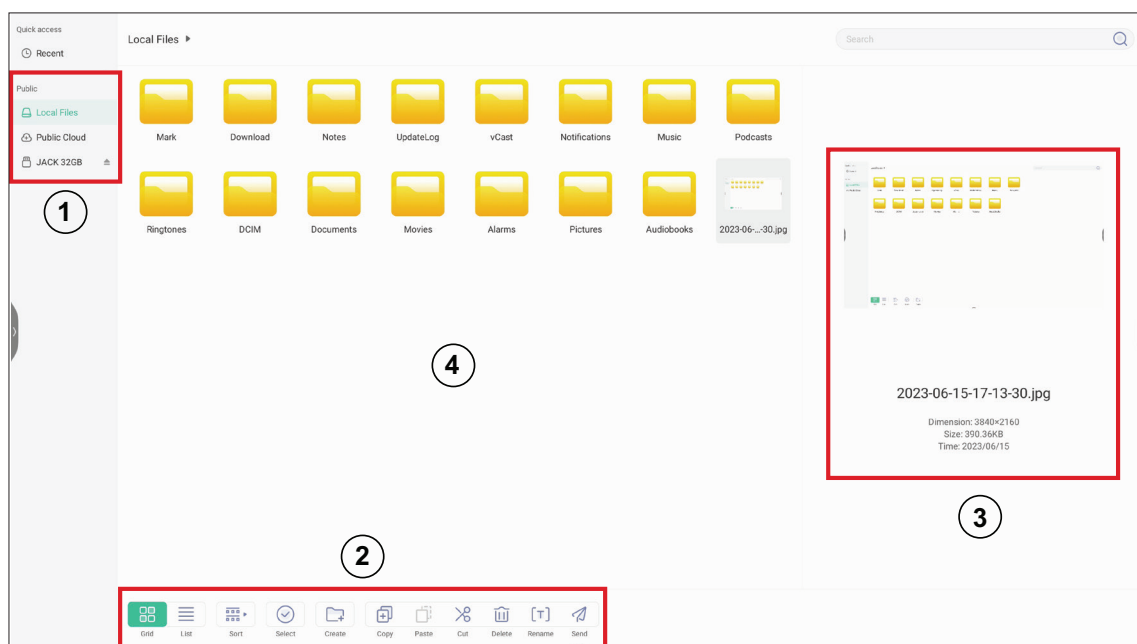 Quick access
Recent
Public
Local Files
Public Cloud
JACK 32GB
1
Local Files
Search
Mark Download Notes UpdateLog vCast Notifications Music Podcasts
Ringtones DCIM Documents Movies Alarms Pictures Audiobooks 2023-06-...-30.jpg
4
2023-06-15-17-13-30.jpg
Dimension: 3840×2160
Size: 390.36KB
Time: 2023/06/15
3
2
Grid List Sort Select Create Copy Paste Cut Delete Rename Send